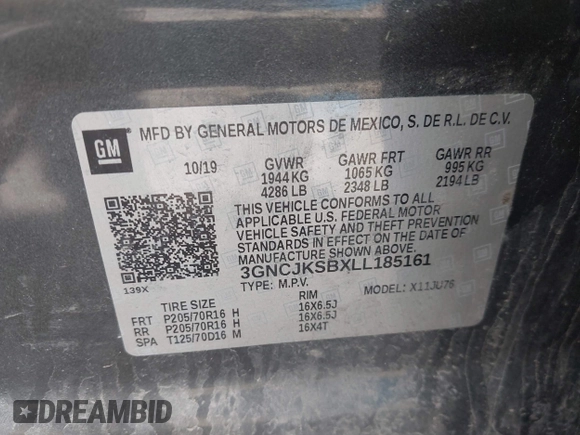 GM
MFD BY GENERAL MOTORS DE MEXICO, S. DE R.L. DE C.V.
10/19 GVWR GAWR FRT GAWR RR
1944 KG 1065 KG 995 KG
4286 LB 2348 LB 2194 LB
THIS VEHICLE CONFORMS TO ALL
APPLICABLE U.S. FEDERAL MOTOR
VEHICLE SAFETY AND THEFT PREVENTION
STANDARDS IN EFFECT ON THE DATE OF
MANUFACTURE SHOWN ABOVE.
3GNCJKSBXLL185161
139X TYPE: M.P.V. MODEL: X11JU76
TIRE SIZE RIM
FRT P205/70R16 H 16X6.5J
RR P205/70R16 H 16X6.5J
SPA T125/70D16 M 16X4T
DREAMBID